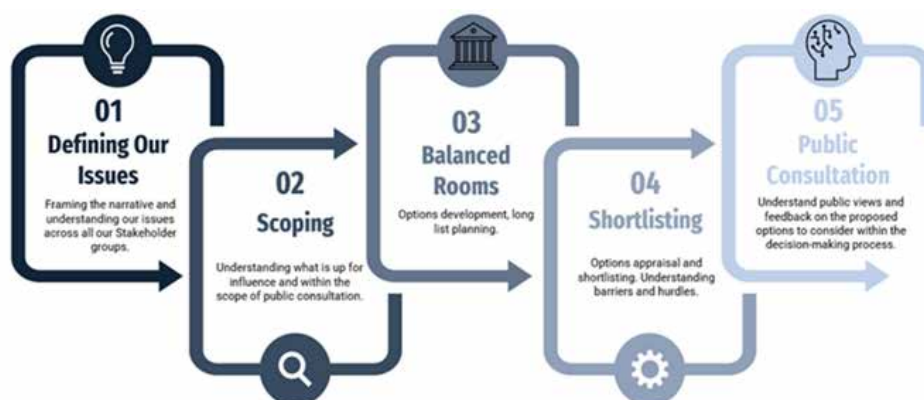 01
Defining Our
Issues
Framing the narrative and
understanding our issues
across all our Stakeholder
groups.
02
Scoping
Understanding what is up for
influence and within the
scope of public consultation.
03
Balanced
Rooms
Options development, long
list planning.
04
Shortlisting
Options appraisal and
shortlisting. Understanding
barriers and hurdles.
05
Public
Consultation
Understand public views and
feedback on the proposed
options to consider within the
decision-making process.